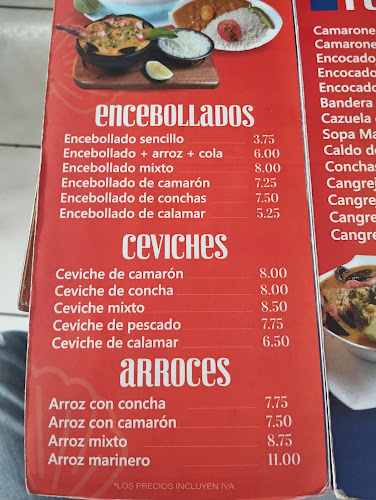 ENCEBOLLADOS
Encebollado sencillo 3.75
Encebollado + arroz + cola 6.00
Encebollado mixto 8.00
Encebollado de camarón 7.25
Encebollado de conchas 7.50
Encebollado de calamar 5.25
CEVICHES
Ceviche de camarón 8.00
Ceviche de concha 8.00
Ceviche mixto 8.50
Ceviche de pescado 7.75
Ceviche de calamar 6.50
ARROCES
Arroz con concha 7.75
Arroz con camarón 7.50
Arroz mixto 8.75
Arroz marinero 11.00
*LOS PRECIOS INCLUYEN IVA
Camarone
Camarone
Encocado
Encocado
Encocado
Bandera
Cazuela
Sopa Ma
Caldo de
Conchas
Cangrej
Cangre
Cangre
Cangre